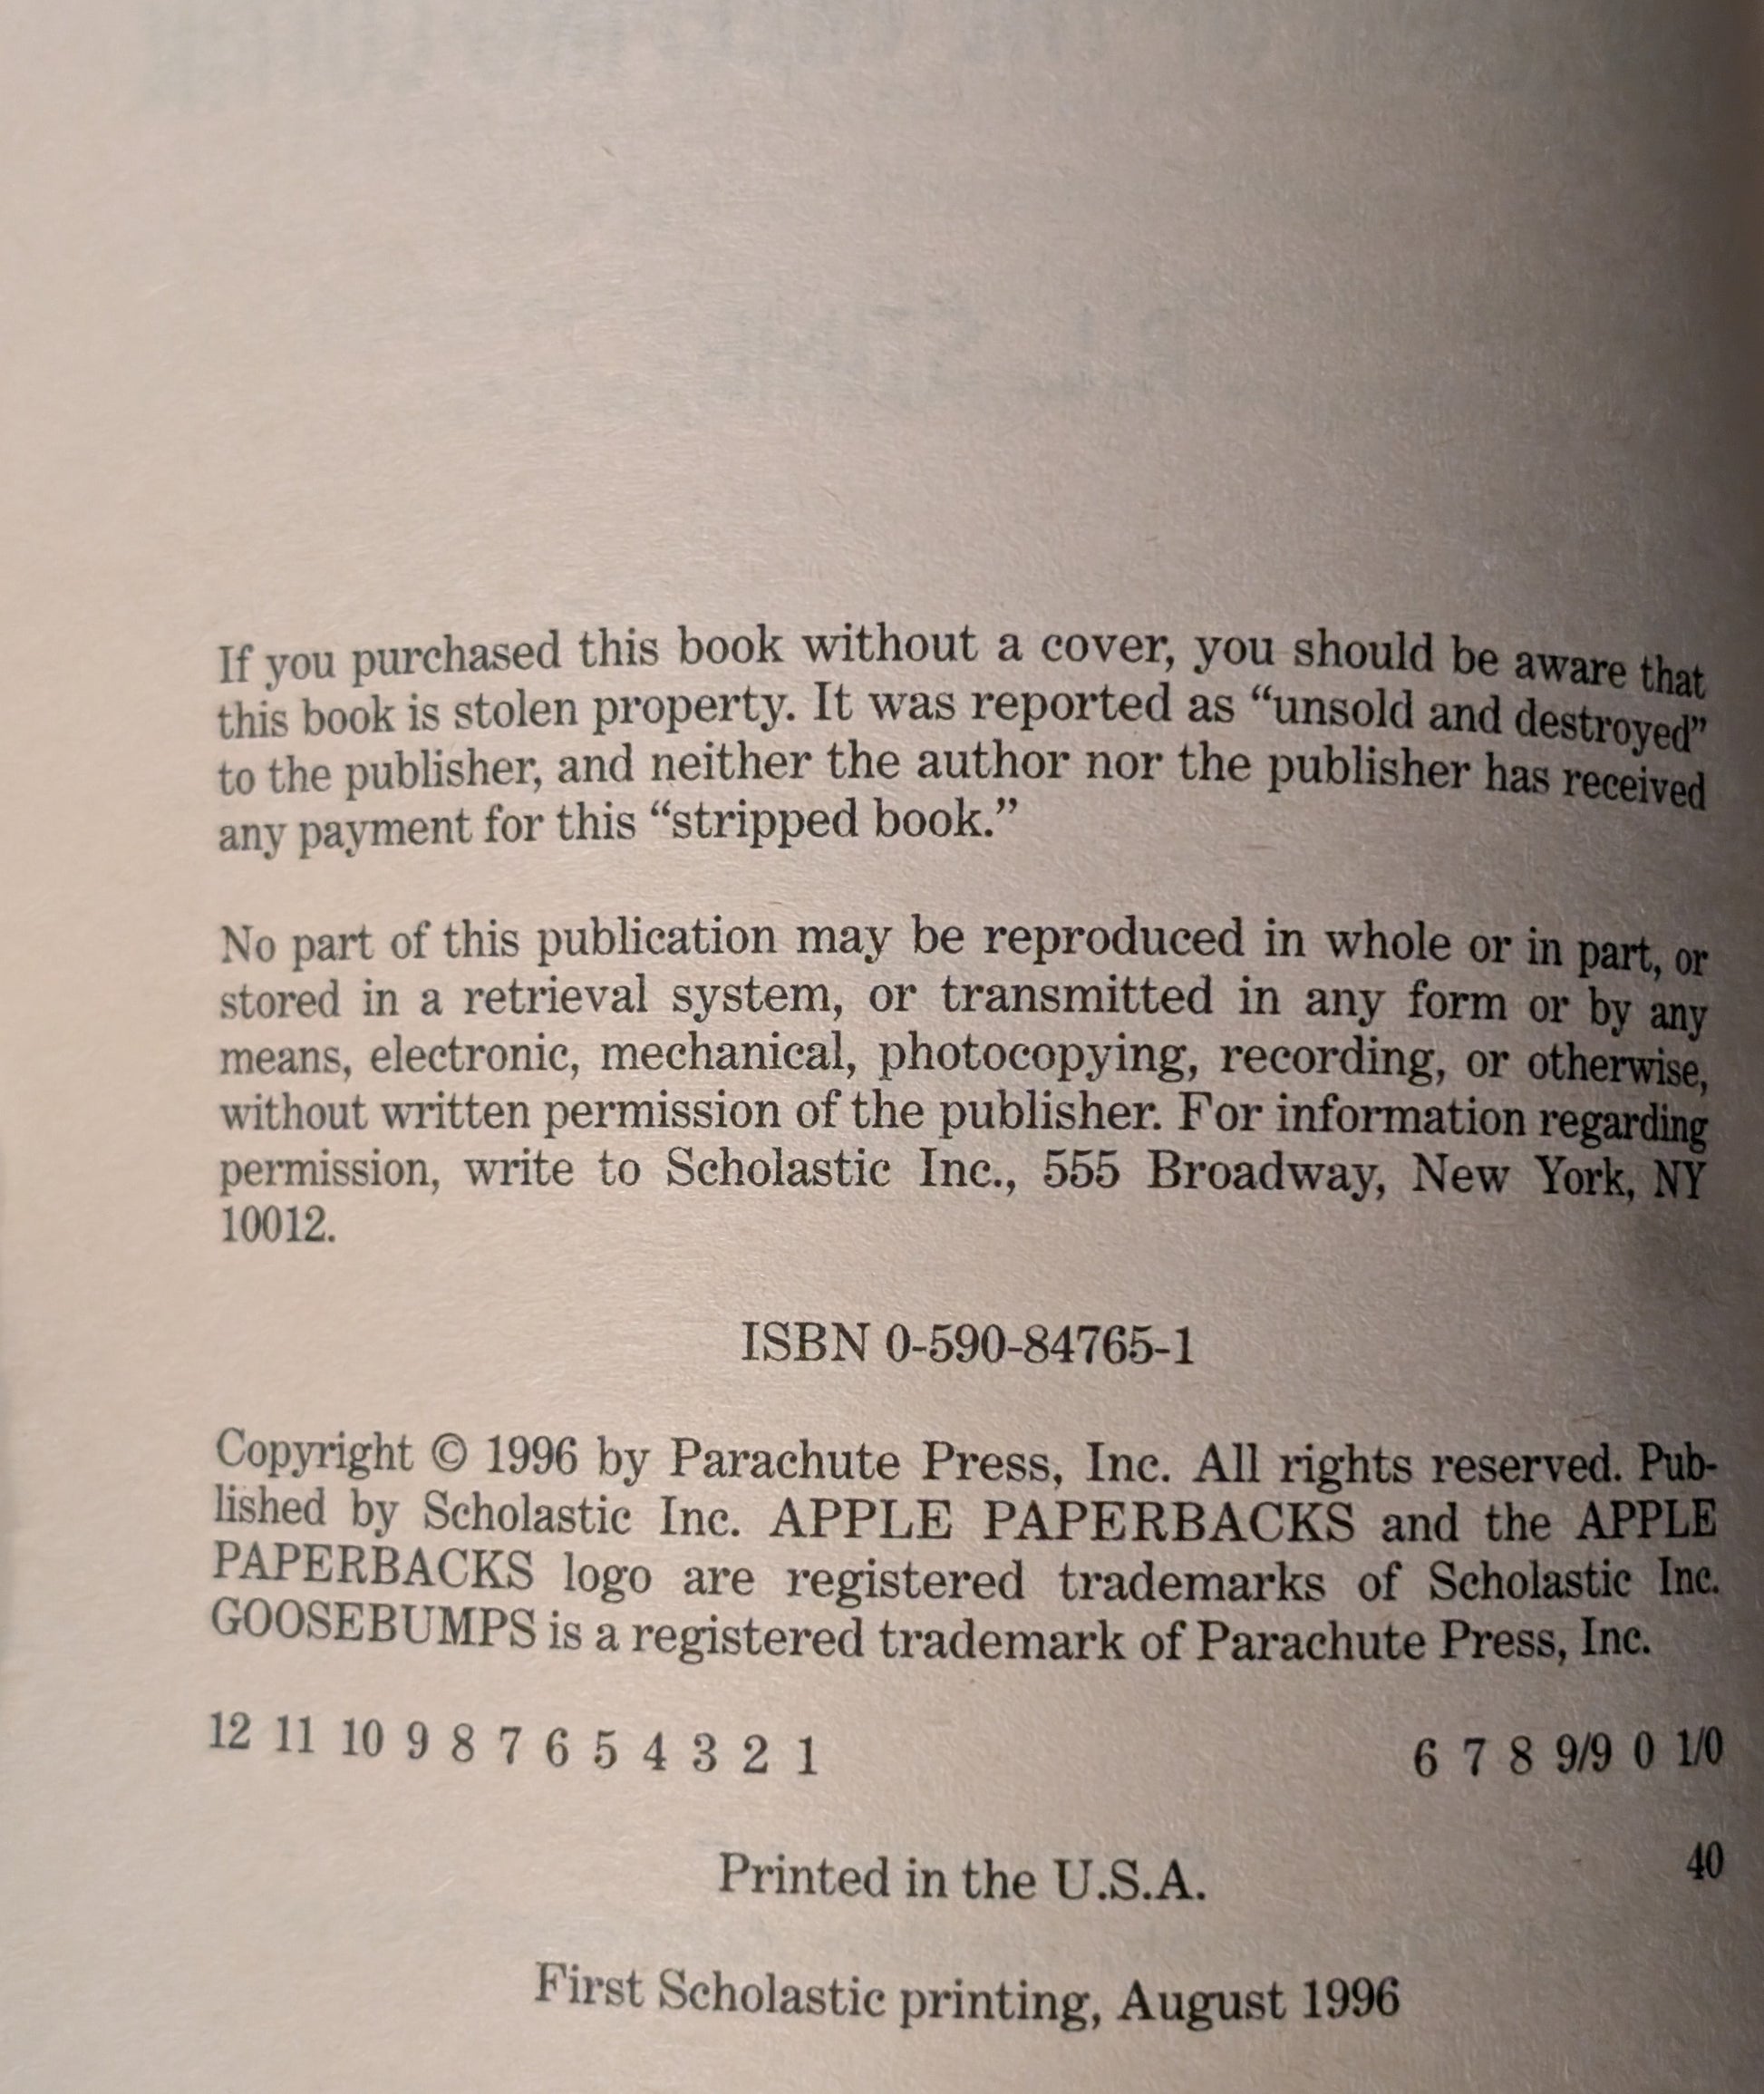 If you purchased this book without a cover, you should be aware that
this book is stolen property. It was reported as “unsold and destroyed”
to the publisher, and neither the author nor the publisher has received
any payment for this “stripped book.”
No part of this publication may be reproduced in whole or in part, or
stored in a retrieval system, or transmitted in any form or by any
means, electronic, mechanical, photocopying, recording, or otherwise,
without written permission of the publisher. For information regarding
permission, write to Scholastic Inc., 555 Broadway, New York, NY
10012.
ISBN 0-590-84765-1
Copyright © 1996 by Parachute Press, Inc. All rights reserved. Pub-
lished by Scholastic Inc. APPLE PAPERBACKS and the APPLE
PAPERBACKS logo are registered trademarks of Scholastic Inc.
GOOSEBUMPS is a registered trademark of Parachute Press, Inc.
12 11 10 9 8 7 6 5 4 3 2 1 6 7 8 9/9 0 1/0
Printed in the U.S.A. 40
First Scholastic printing, August 1996